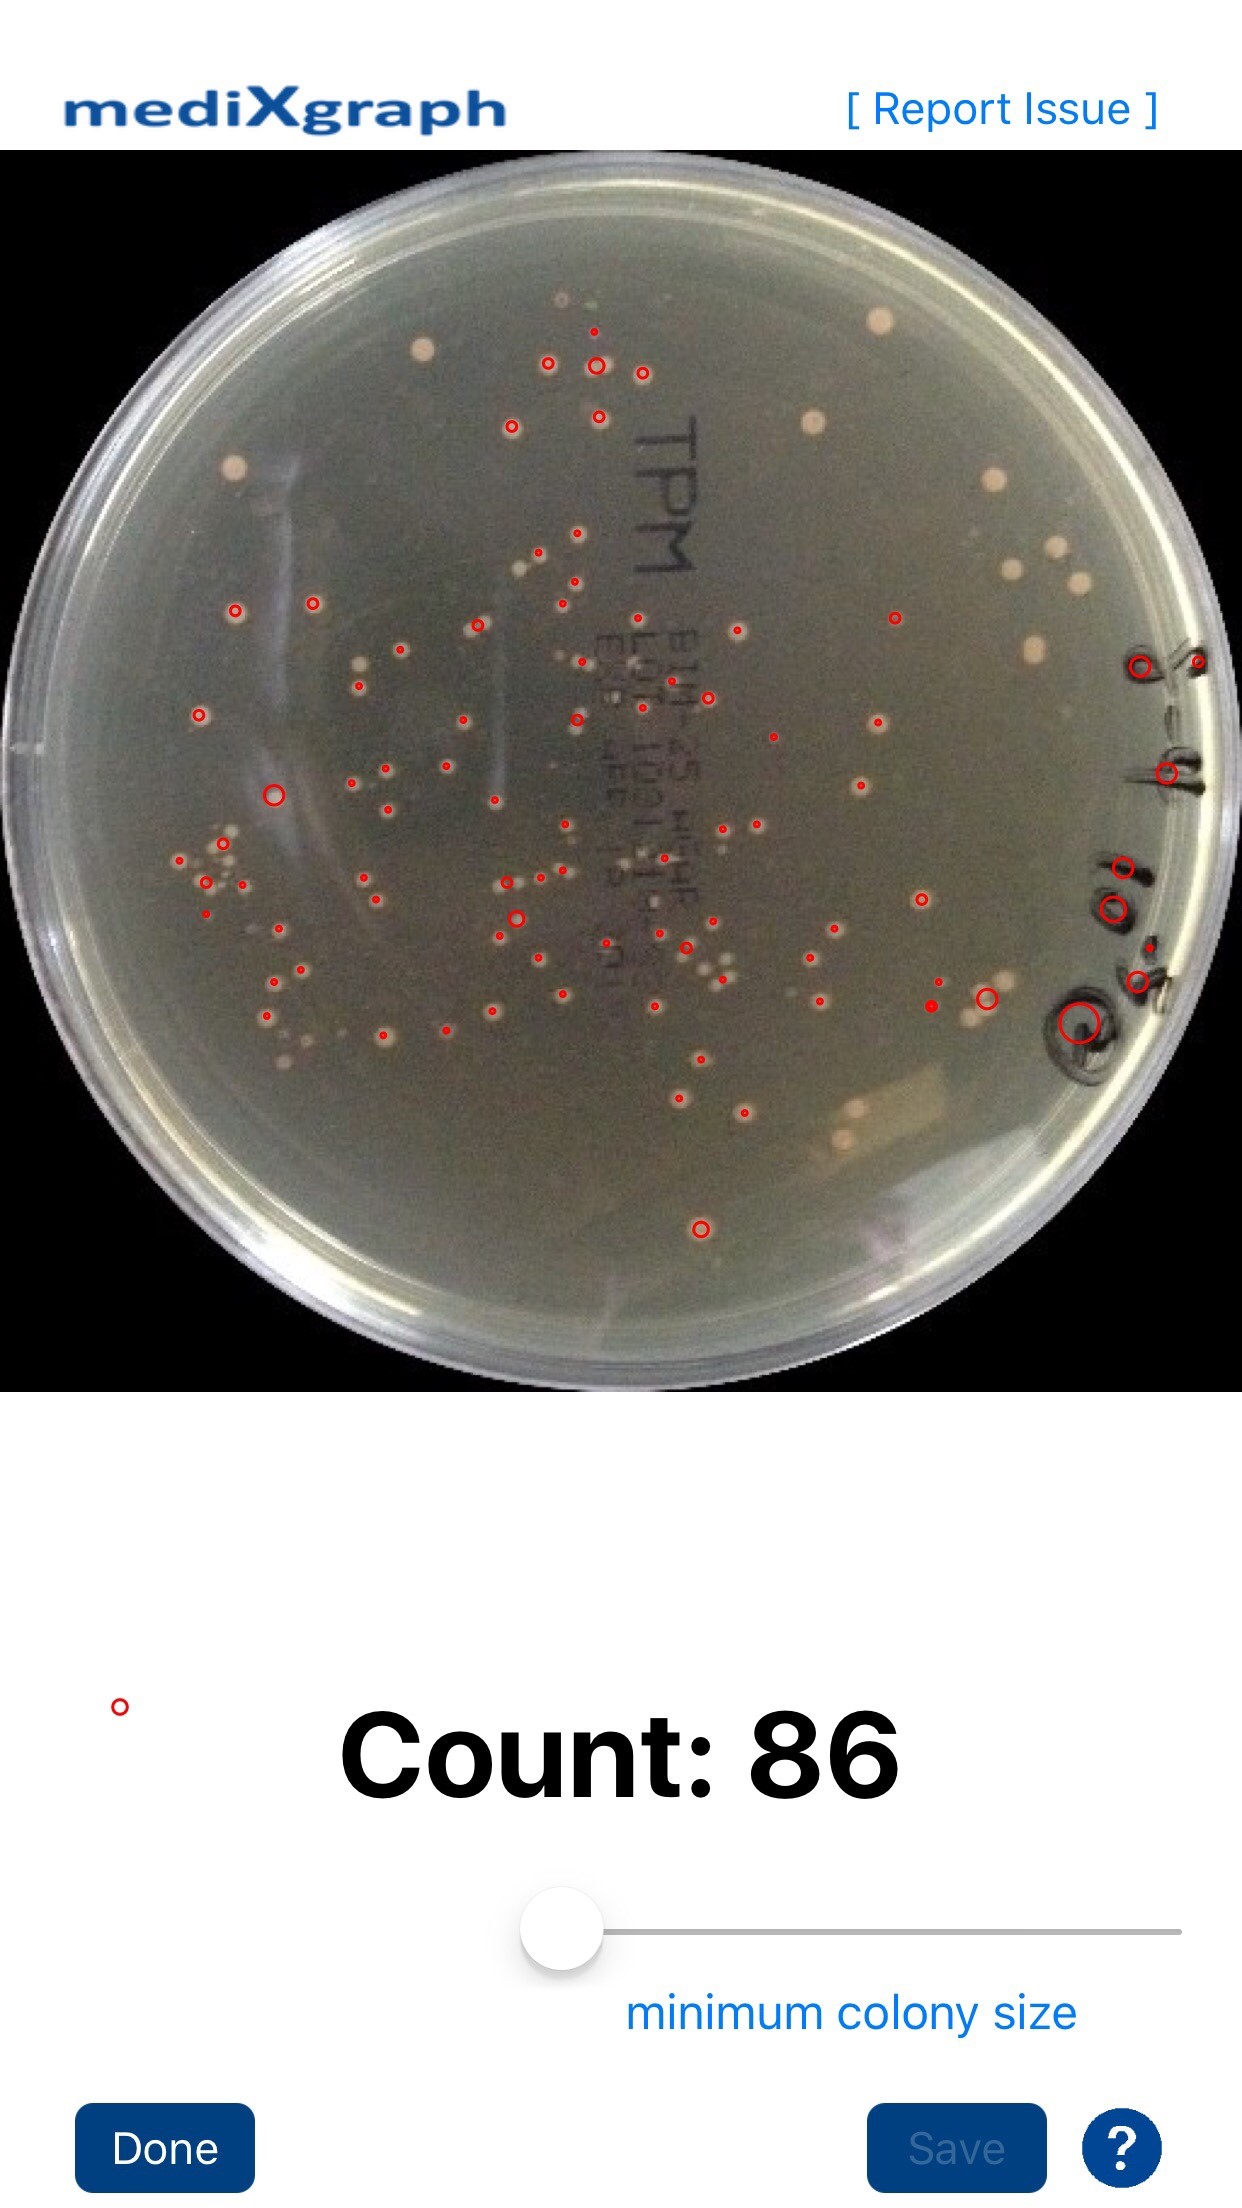 mediXgraph
[ Report Issue ]
TPM
Count: 86
minimum colony size
Done
Save
?